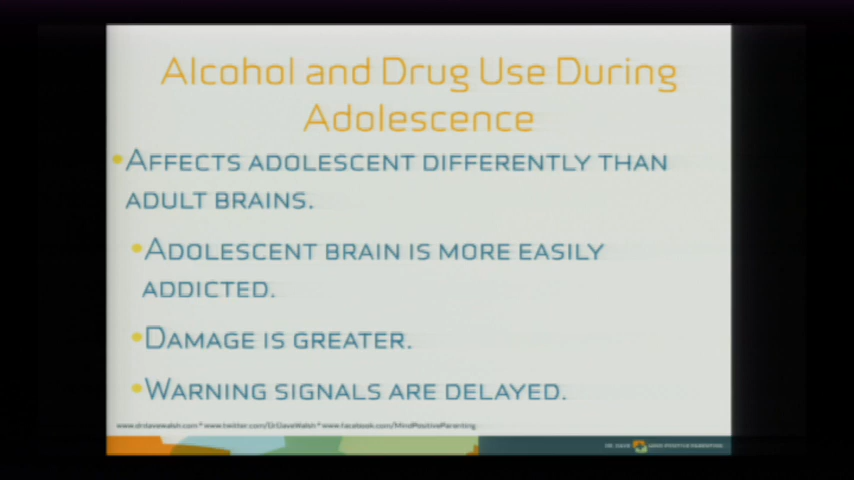 Alcohol and Drug Use During
Adolescence
•Affects adolescent differently than
adult brains.
•Adolescent brain is more easily
addicted.
•Damage is greater.
•Warning signals are delayed.
www.drdavewalsh.com * www.twitter.com/DrDaveWalsh * www.facebook.com/MindPositiveParenting